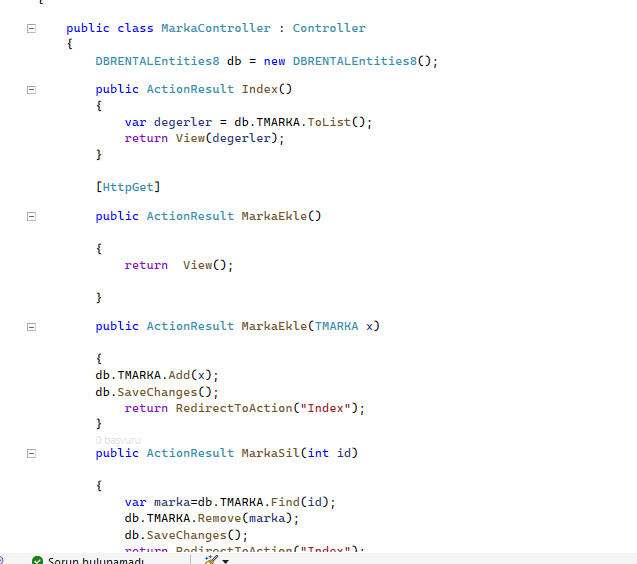 public class MarkaController : Controller
{
DBRENTALEntities8 db = new DBRENTALEntities8();
public ActionResult Index()
{
var degerler = db.TMARKA.ToList();
return View(degerler);
}
[HttpGet]
public ActionResult MarkaEkle()
{
return  View();
}
public ActionResult MarkaEkle(TMARKA x)
{
db.TMARKA.Add(x);
db.SaveChanges();
return RedirectToAction("Index");
}
0 başvuru
public ActionResult MarkaSil(int id)
{
var marka=db.TMARKA.Find(id);
db.TMARKA.Remove(marka);
db.SaveChanges();
return RedirectToAction("Index");
Sorun bulunamadı